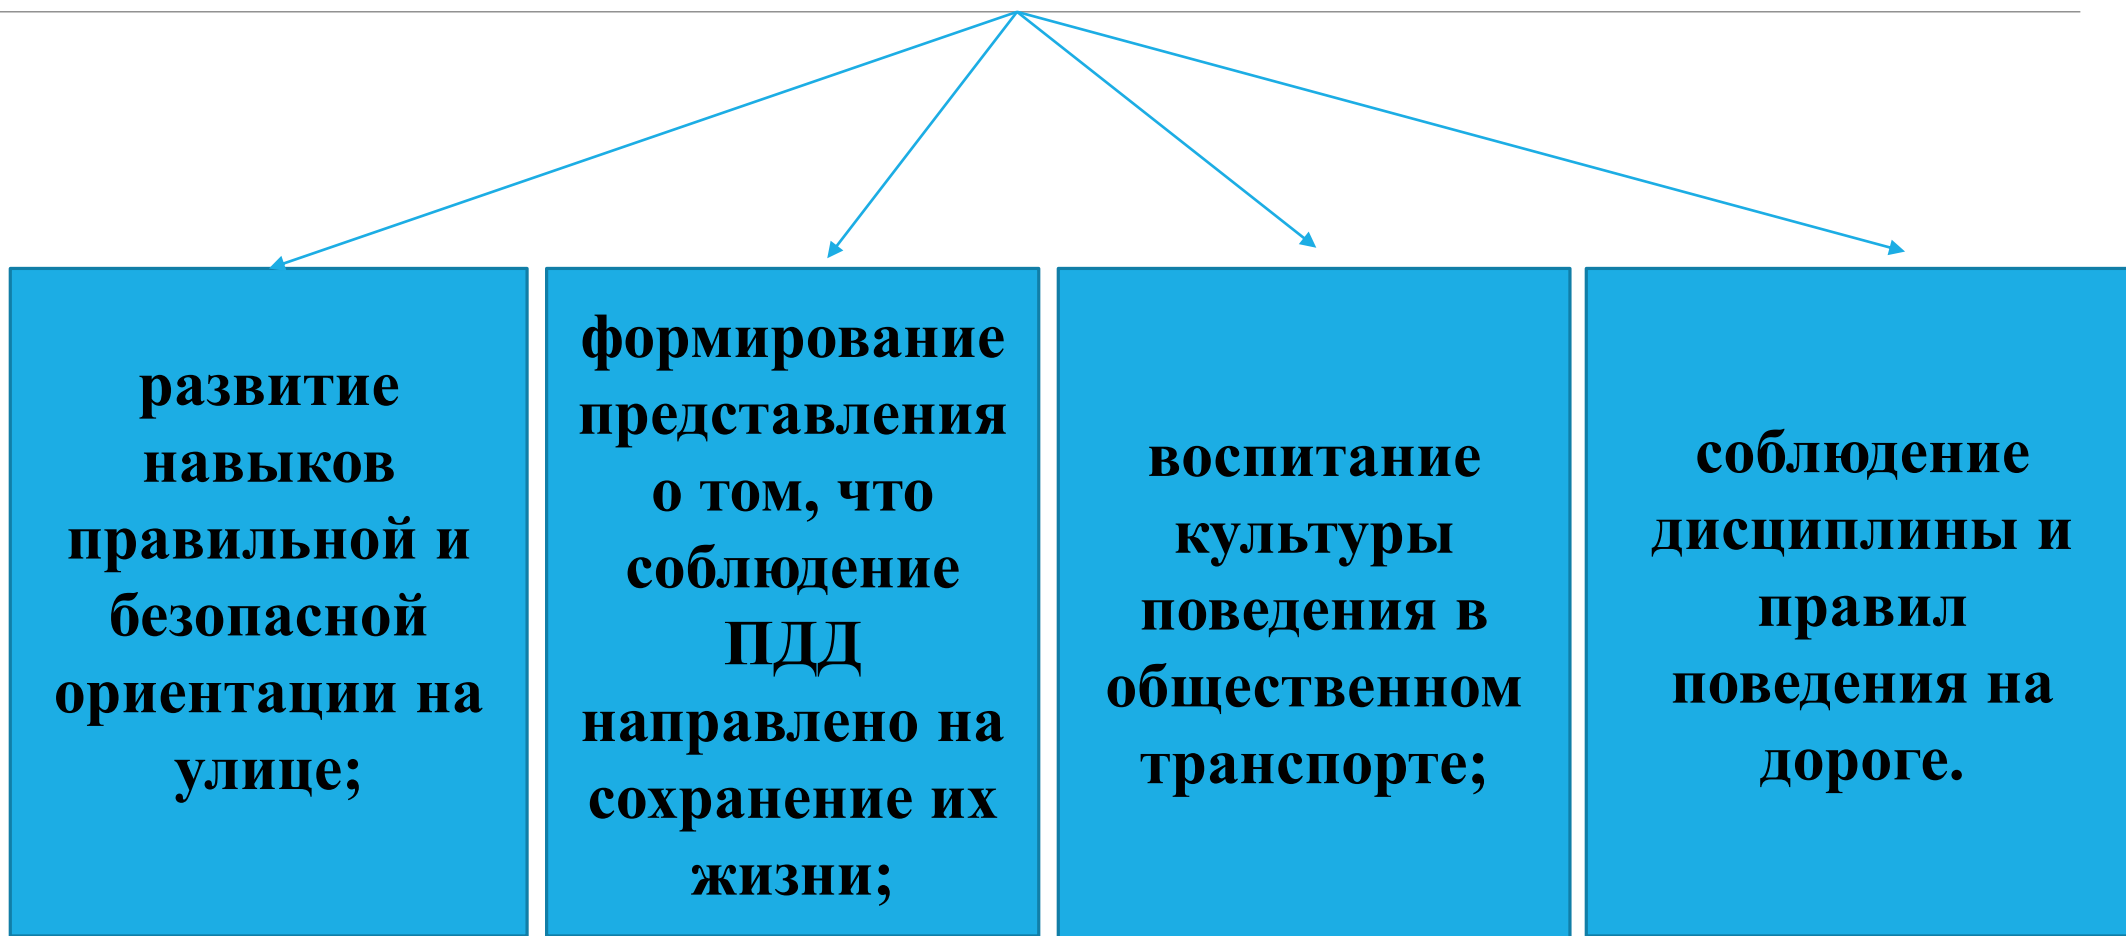 развитие
навыков
правильной и
безопасной
ориентации на
улице;
формирование
представления
о том, что
соблюдение
ПДД
направлено на
сохранение их
жизни;
воспитание
культуры
поведения в
общественном
транспорте;
соблюдение
дисциплины и
правил
поведения на
дороге.